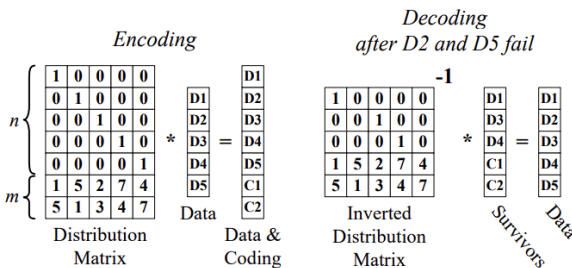 Encoding
n
m
1 0 0 0 0
0 1 0 0 0
0 0 1 0 0
0 0 0 1 0
0 0 0 0 1
1 5 2 7 4
5 1 3 4 7
Distribution
Matrix
*
D1
D2
D3
D4
D5
Data
=
D1
D2
D3
D4
D5
C1
C2
Data &
Coding
Decoding
after D2 and D5 fail
-1
1 0 0 0 0
0 0 1 0 0
0 0 0 1 0
1 5 2 7 4
5 1 3 4 7
Inverted
Distribution
Matrix
*
D1
D3
D4
C1
C2
Survivors
=
D1
D2
D3
D4
D5
Data